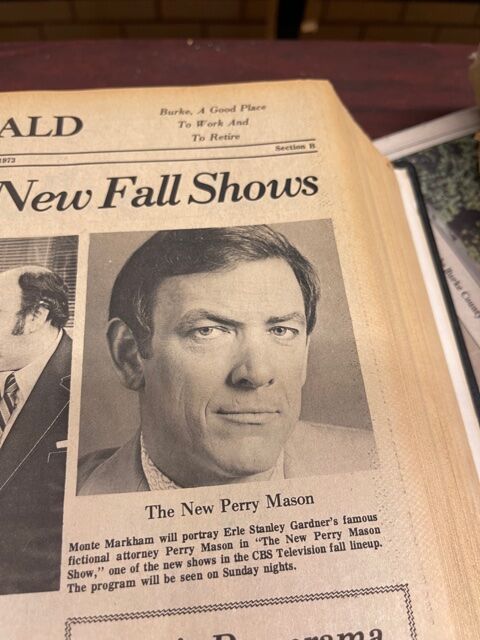 ALD
Burke, A Good Place
To Work And
To Retire
1973
Section B
New Fall Shows
The New Perry Mason
Monte Markham will portray Erle Stanley Gardner's famous
fictional attorney Perry Mason in "The New Perry Mason
Show," one of the new shows in the CBS Television fall lineup.
The program will be seen on Sunday nights.
Burke County